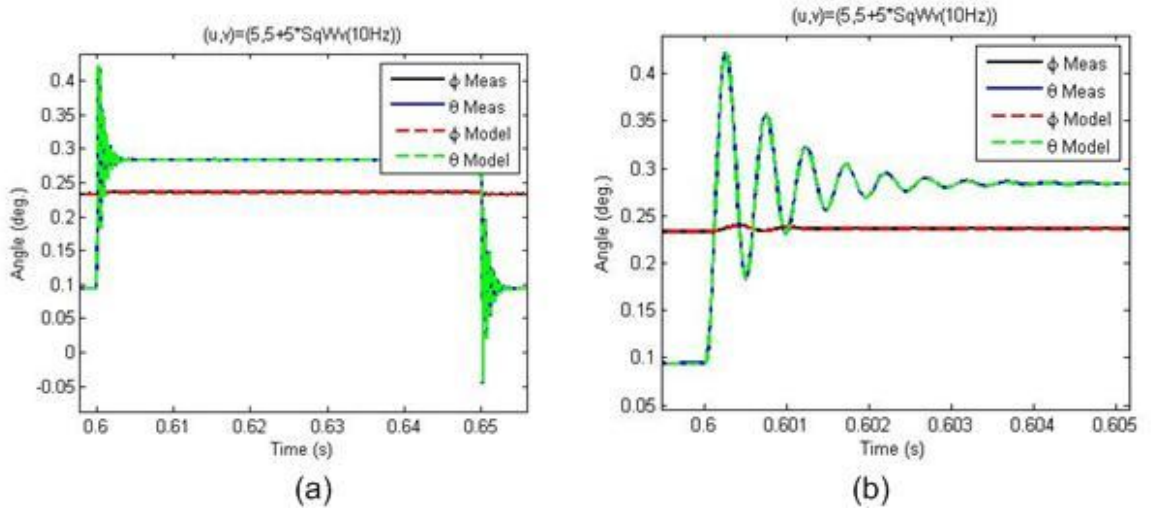 (u,v)=(5,5+5*SqWv(10Hz))
0.4
0.35
0.3
0.25
0.2
0.15
0.1
0.1
0
-0.05
Angle (deg.)
0.6 0.61 0.62 0.63 0.64 0.65
Time (s)
ϕ Meas
θ Meas
ϕ Model
θ Model
(a)
(u,v)=(5,5+5*SqWv(10Hz))
0.4
0.35
0.3
0.25
0.2
0.15
0.1
0.05
Angle (deg.)
0.6 0.601 0.602 0.603 0.604 0.605
Time (s)
ϕ Meas
θ Meas
ϕ Model
θ Model
(b)